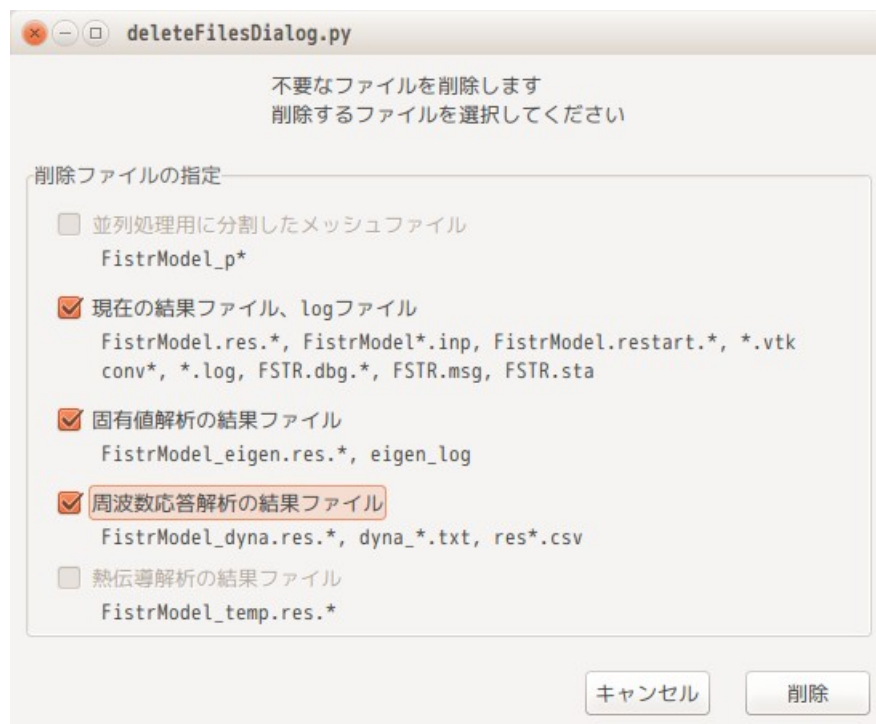 deleteFilesDialog.py
不要なファイルを削除します
削除するファイルを選択してください
削除ファイルの指定
並列処理用に分割したメッシュファイル
FistrModel_p*
現在の結果ファイル、logファイル
FistrModel.res.*, FistrModel*.inp, FistrModel.restart.*, *.vtk
conv*, *.log, FSTR.dbg.*, FSTR.msg, FSTR.sta
固有値解析の結果ファイル
FistrModel_eigen.res.*, eigen_log
周波数応答解析の結果ファイル
FistrModel_dyna.res.*, dyna_*.txt, res*.csv
熱伝導解析の結果ファイル
FistrModel_temp.res.*
キャンセル 削除